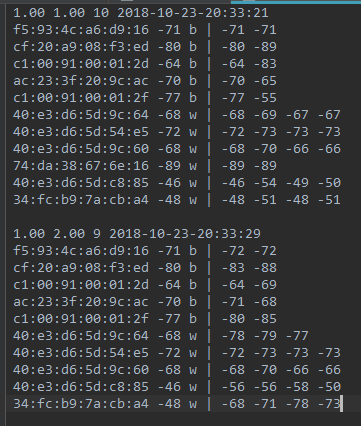 1.00 1.00 10 2018-10-23-20:33:21
f5:93:4c:a6:d9:16 -71 b | -71 -71
cf:20:a9:08:f3:ed -80 b | -80 -89
c1:00:91:00:01:2d -64 b | -64 -83
ac:23:3f:20:9c:ac -70 b | -70 -65
c1:00:91:00:01:2f -77 b | -77 -55
40:e3:d6:5d:9c:64 -68 w | -68 -69 -67 -67
40:e3:d6:5d:54:e5 -72 w | -72 -73 -73 -73
40:e3:d6:5d:9c:60 -68 w | -68 -70 -66 -66
74:da:38:67:6e:16 -89 w | -89 -89
40:e3:d6:5d:c8:85 -46 w | -46 -54 -49 -50
34:fc:b9:7a:cb:a4 -48 w | -48 -51 -48 -51
1.00 2.00 9 2018-10-23-20:33:29
f5:93:4c:a6:d9:16 -71 b | -72 -72
cf:20:a9:08:f3:ed -80 b | -83 -88
c1:00:91:00:01:2d -64 b | -64 -69
ac:23:3f:20:9c:ac -70 b | -71 -68
c1:00:91:00:01:2f -77 b | -80 -85
40:e3:d6:5d:9c:64 -68 w | -78 -79 -77
40:e3:d6:5d:54:e5 -72 w | -72 -73 -73 -73
40:e3:d6:5d:9c:60 -68 w | -68 -70 -66 -66
40:e3:d6:5d:c8:85 -46 w | -56 -56 -58 -50
34:fc:b9:7a:cb:a4 -48 w | -68 -71 -78 -73